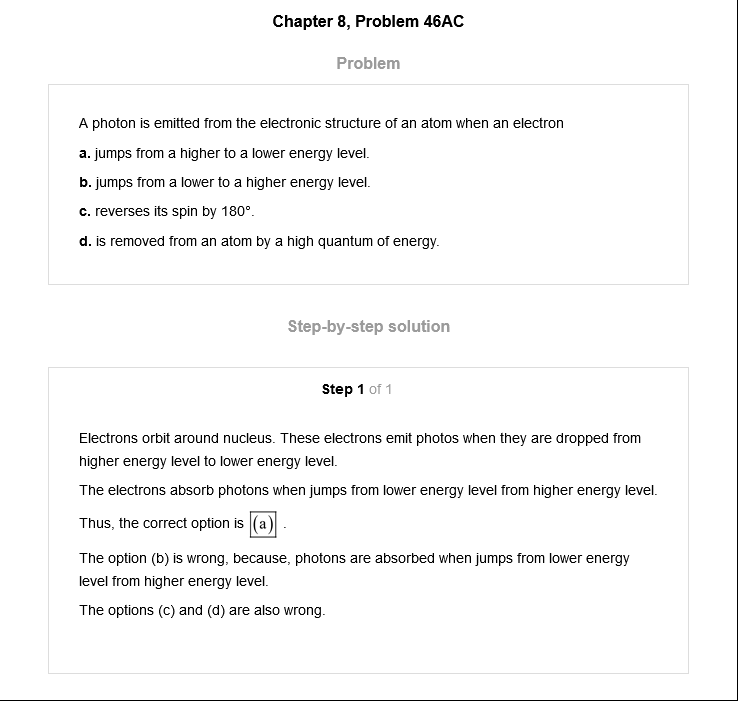 Chapter 8, Problem 46AC
Problem
A photon is emitted from the electronic structure of an atom when an electron
a. jumps from a higher to a lower energy level.
b. jumps from a lower to a higher energy level.
c. reverses its spin by 180°.
d. is removed from an atom by a high quantum of energy.
Step-by-step solution
Step 1 of 1
Electrons orbit around nucleus. These electrons emit photos when they are dropped from
higher energy level to lower energy level.
The electrons absorb photons when jumps from lower energy level from higher energy level.
Thus, the correct option is (a) .
The option (b) is wrong, because, photons are absorbed when jumps from lower energy
level from higher energy level.
The options (c) and (d) are also wrong.